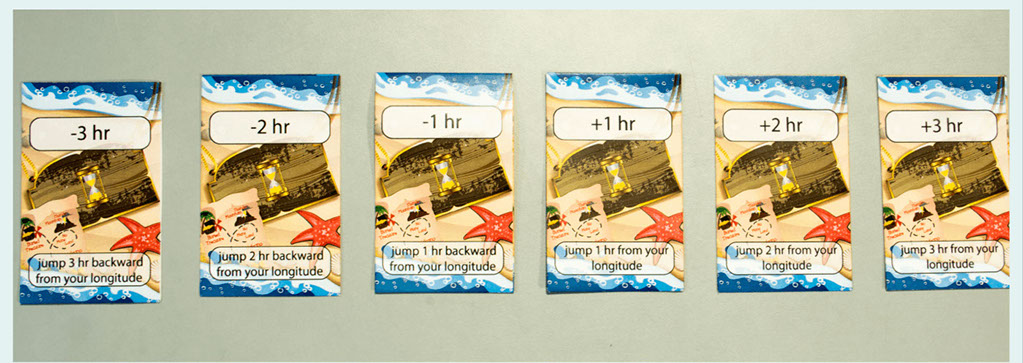 -3 hr
jump 3 hr backward
from your longitude
-2 hr
jump 2 hr backward
from your longitude
-1 hr
jump 1 hr backward
from your longitude
+1 hr
jump 1 hr from your
longitude
+2 hr
jump 2 hr from your
longitude
+3 hr
jump 3 hr from your
longitude